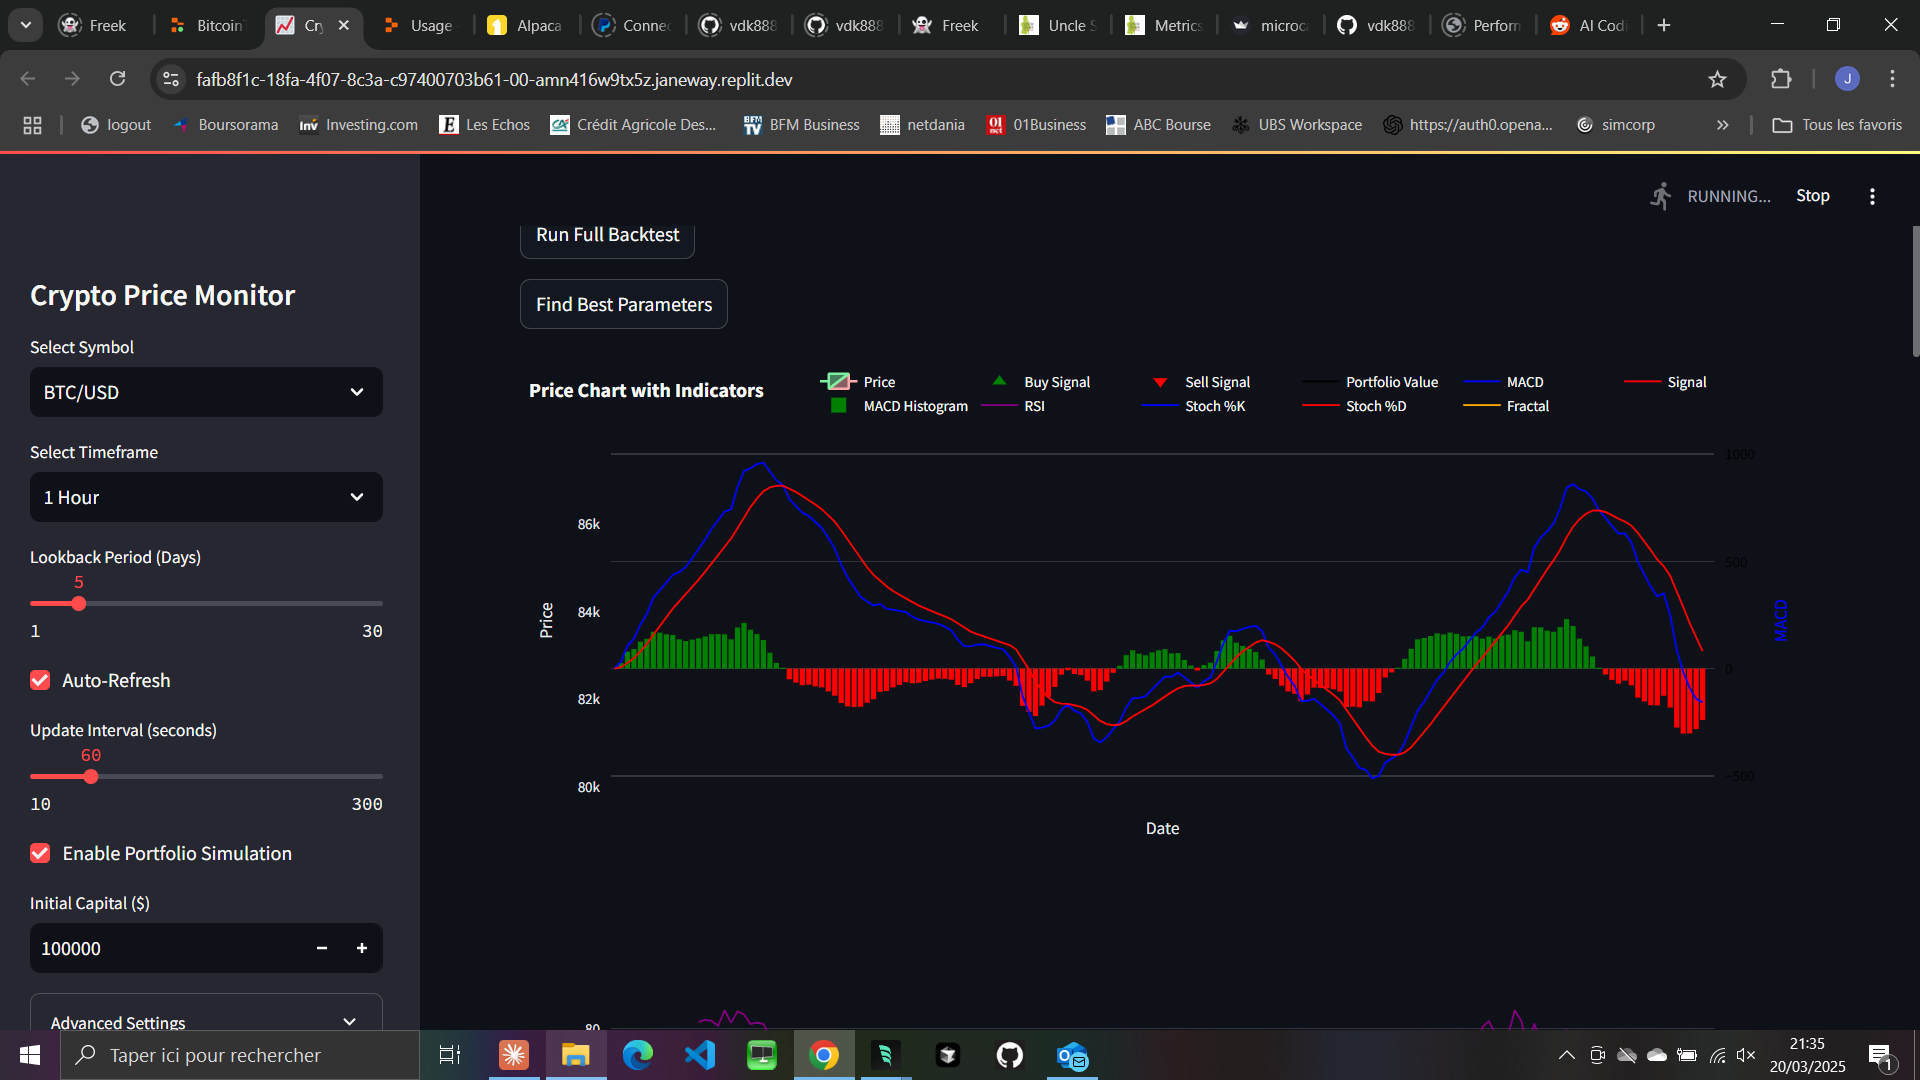 Freek
Bitcoin
Cry
Usage
Alpaca
Connec
vdk888
vdk888
Freek
Uncle S
Metrics
microca
vdk888
Perform
AI Codi
fafb8f1c-18fa-4f07-8c3a-c97400703b61-00-amn416w9tx5z.janeway.replit.dev
J
logout
Boursorama
Investing.com
Les Echos
Crédit Agricole Des...
BFM Business
netdania
01Business
ABC Bourse
UBS Workspace
https://auth0.opena...
simcorp
Tous les favoris
RUNNING...
Stop
Crypto Price Monitor
Select Symbol
BTC/USD
Select Timeframe
1 Hour
Lookback Period (Days)
5
1 30
Auto-Refresh
Update Interval (seconds)
60
10 300
Enable Portfolio Simulation
Initial Capital ($)
100000
Advanced Settings
Run Full Backtest
Find Best Parameters
Price Chart with Indicators
Price Buy Signal Sell Signal Portfolio Value MACD Signal
MACD Histogram RSI Stoch %K Stoch %D Fractal
1000
86k
500
84k
Price
MACD
0
82k
−500
80k
Date
80
Taper ici pour rechercher
21:35
20/03/2025
1